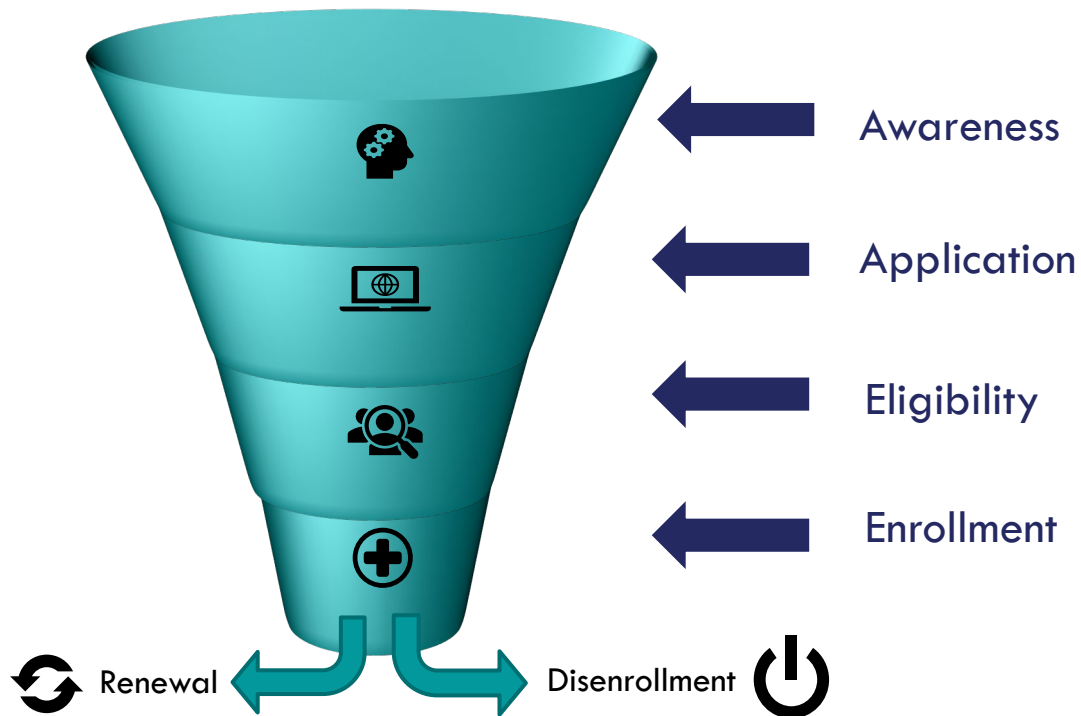 Awareness
Application
Eligibility
Enrollment
Renewal
Disenrollment